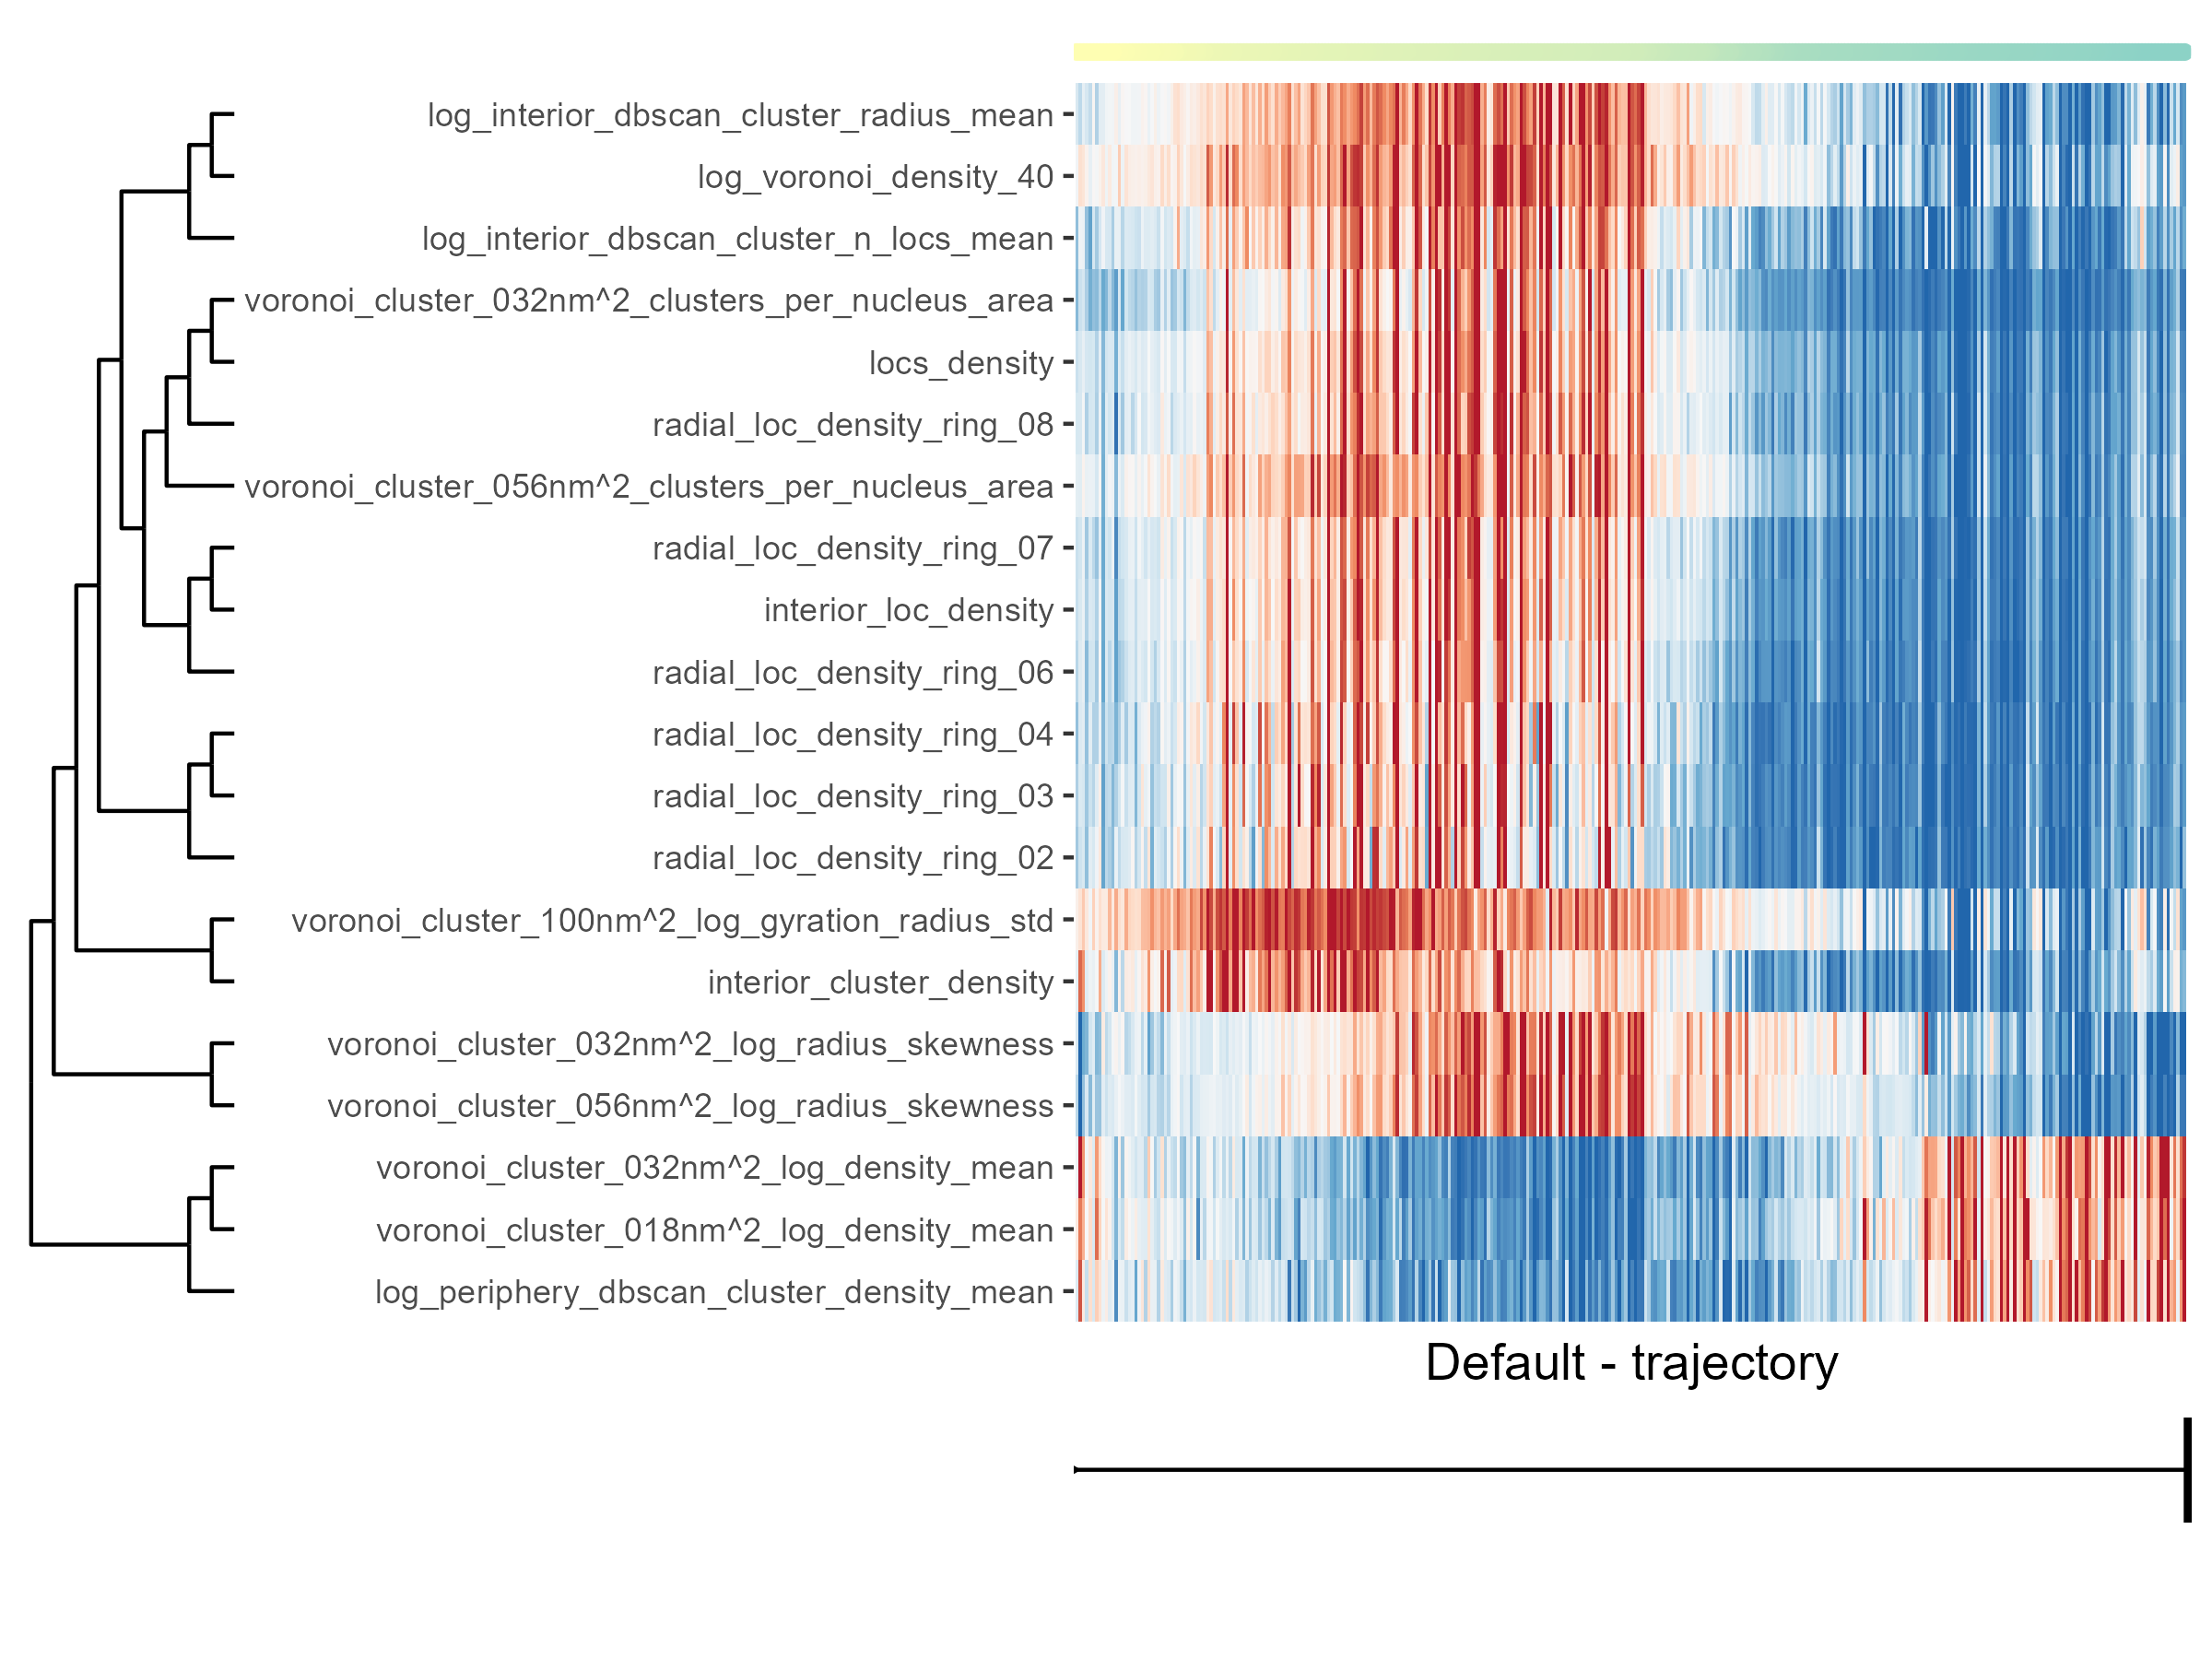 log_interior_dbscan_cluster_radius_mean
log_voronoi_density_40
log_interior_dbscan_cluster_n_locs_mean
voronoi_cluster_032nm^2_clusters_per_nucleus_area
locs_density
radial_loc_density_ring_08
voronoi_cluster_056nm^2_clusters_per_nucleus_area
radial_loc_density_ring_07
interior_loc_density
radial_loc_density_ring_06
radial_loc_density_ring_04
radial_loc_density_ring_03
radial_loc_density_ring_02
voronoi_cluster_100nm^2_log_gyration_radius_std
interior_cluster_density
voronoi_cluster_032nm^2_log_radius_skewness
voronoi_cluster_056nm^2_log_radius_skewness
voronoi_cluster_032nm^2_log_density_mean
voronoi_cluster_018nm^2_log_density_mean
log_periphery_dbscan_cluster_density_mean
Default - trajectory